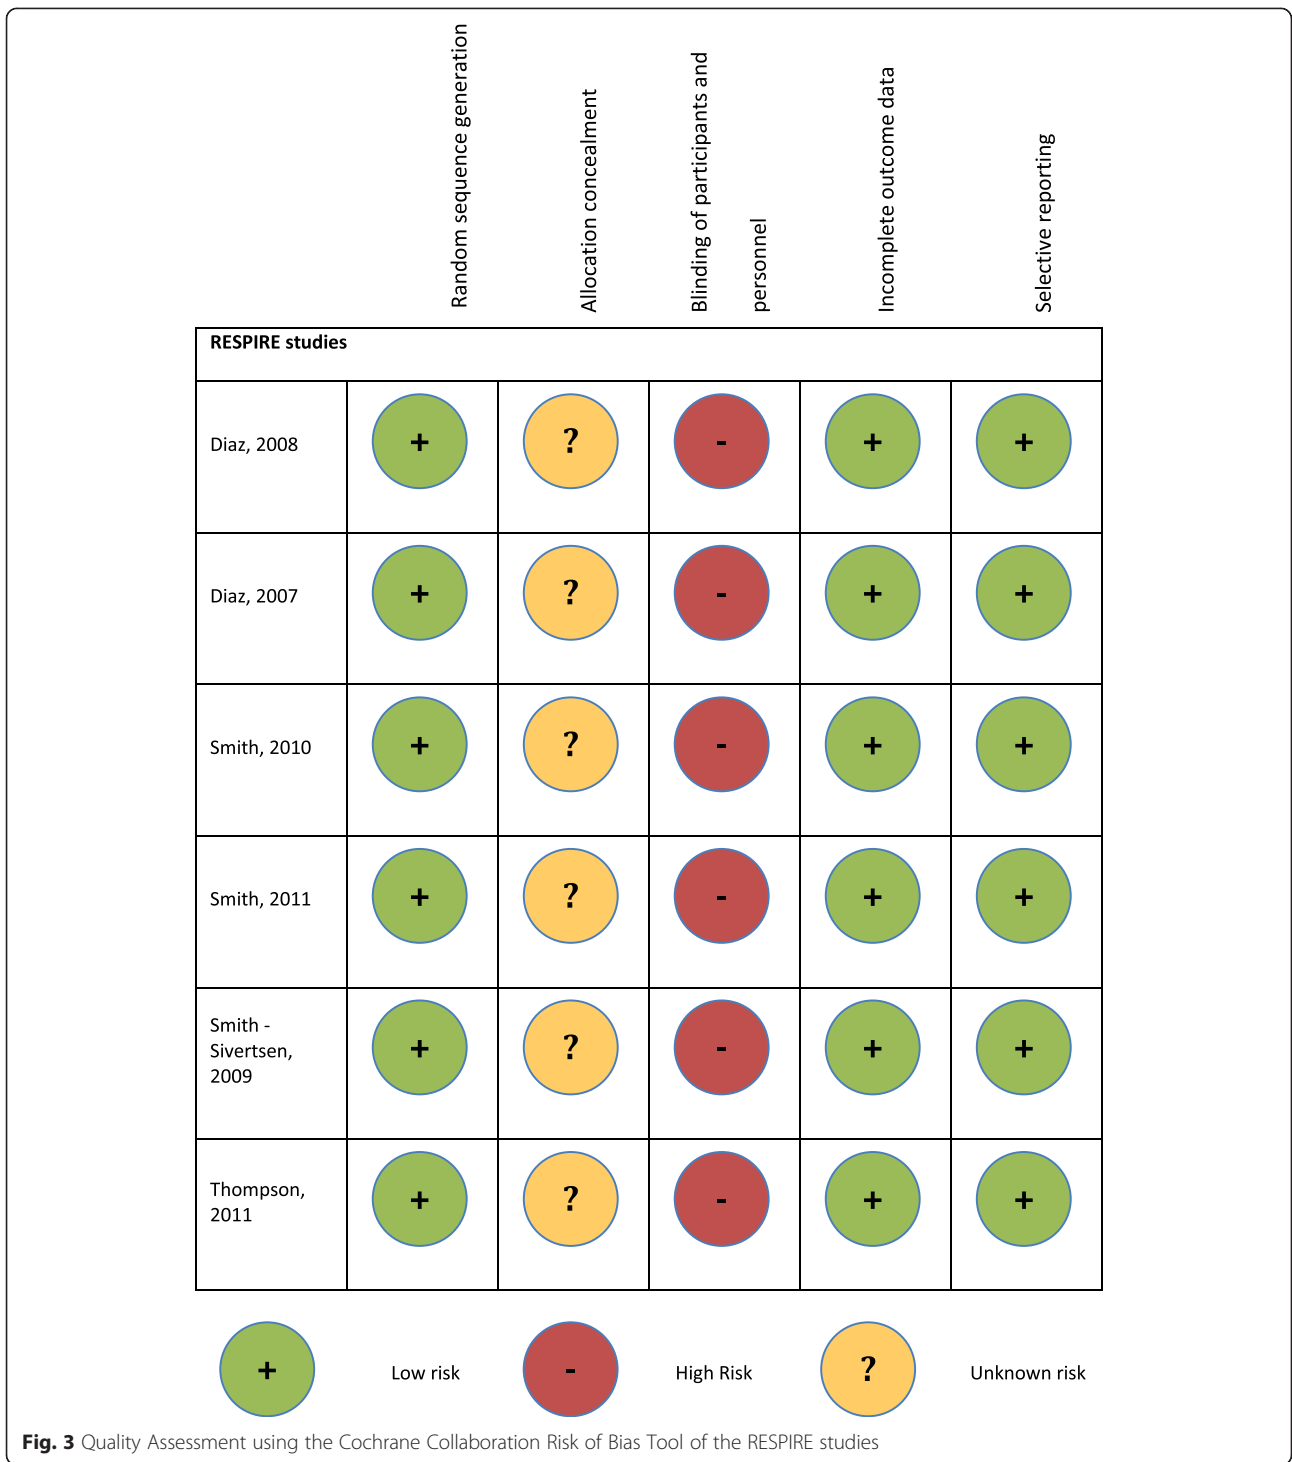 Random sequence generation
Allocation concealment
Blinding of participants and
personnel
Incomplete outcome data
Selective reporting
RESPIRE studies
Diaz, 2008
+
?
-
+
+
Diaz, 2007
+
?
-
+
+
Smith, 2010
+
?
-
+
+
Smith, 2011
+
?
-
+
+
Smith -
Sivertsen,
2009
+
?
-
+
+
Thompson,
2011
+
?
-
+
+
+
Low risk
-
High Risk
?
Unknown risk
Fig. 3 Quality Assessment using the Cochrane Collaboration Risk of Bias Tool of the RESPIRE studies